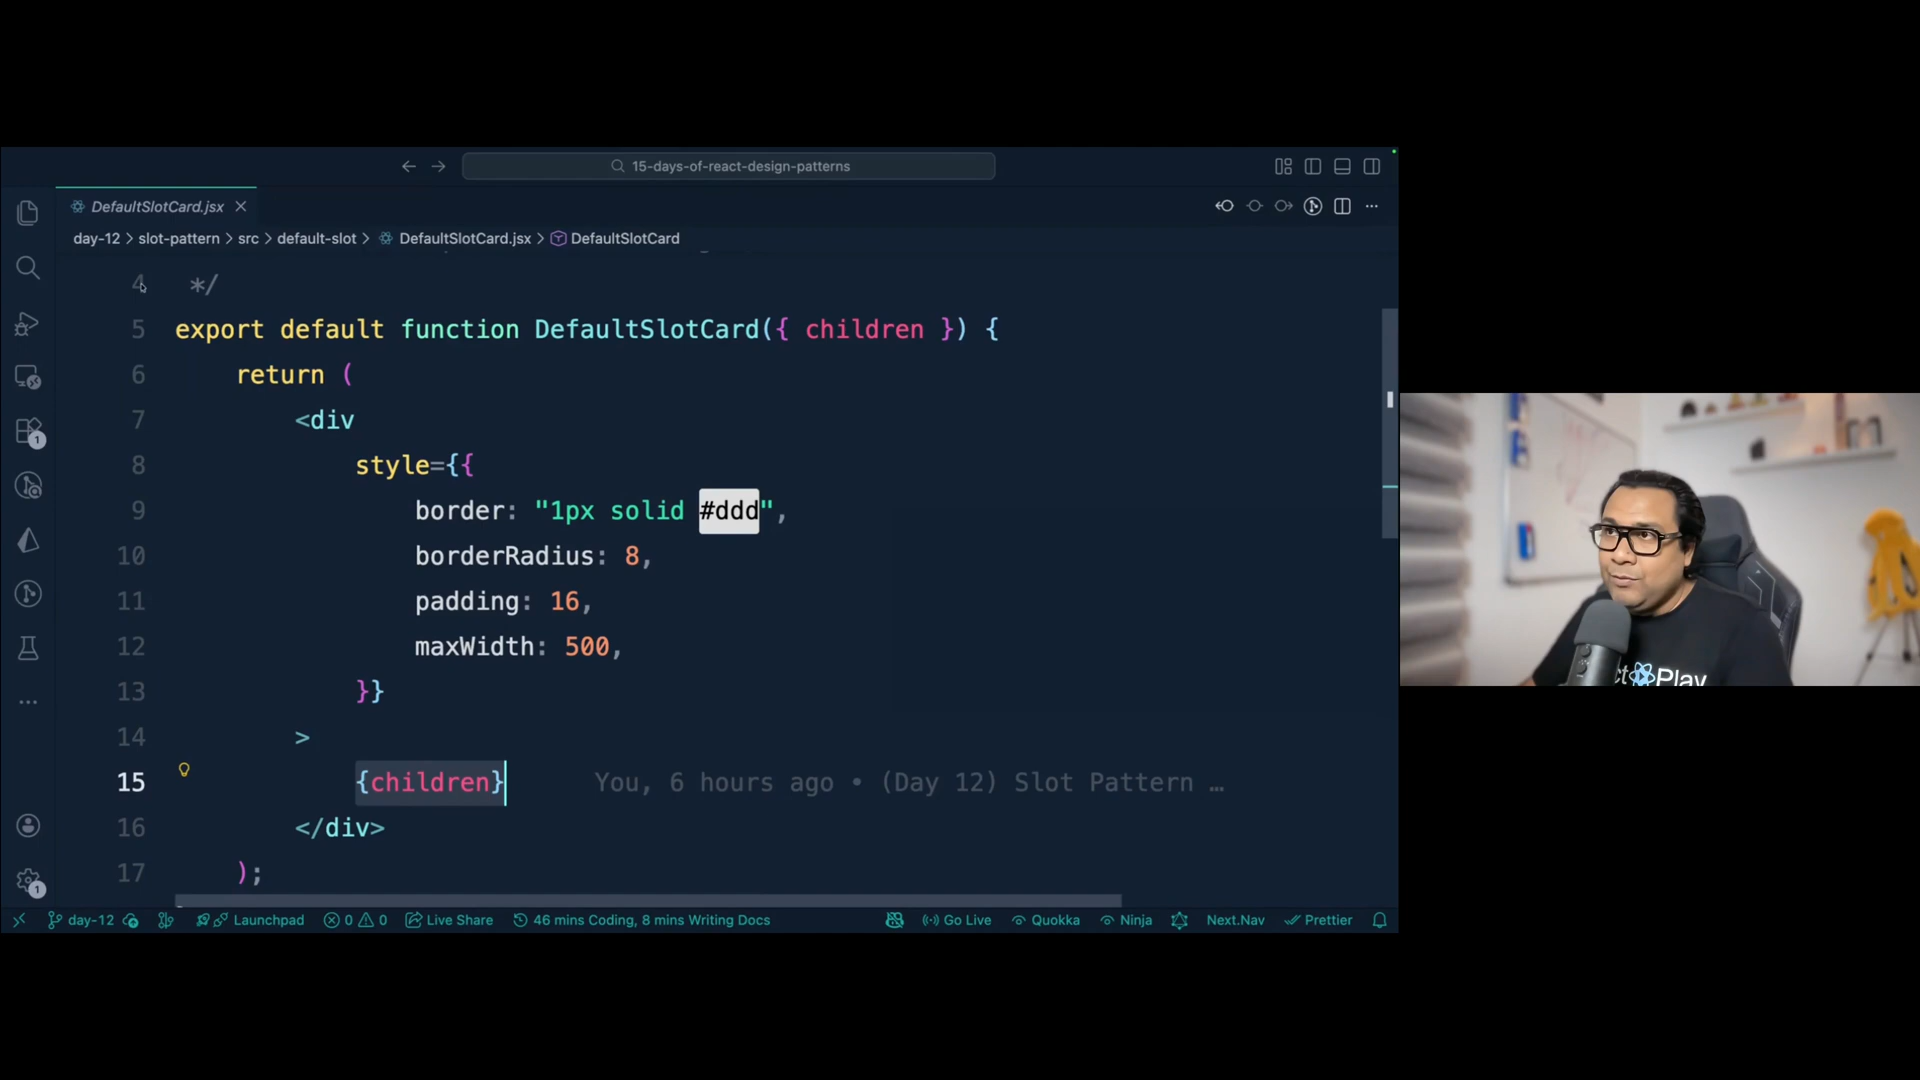 15-days-of-react-design-patterns
DefaultSlotCard.jsx
day-12 > slot-pattern > src > default-slot > DefaultSlotCard.jsx > DefaultSlotCard
4 */
5 export default function DefaultSlotCard({ children }) {
6 return (
7 <div
8 style={{
9 border: "1px solid #ddd",
10 borderRadius: 8,
11 padding: 16,
12 maxWidth: 500,
13 }}
14 >
15 {children} You, 6 hours ago • (Day 12) Slot Pattern …
16 </div>
17 );
1
1
day-12 Launchpad 0 0 Live Share 46 mins Coding, 8 mins Writing Docs Go Live Quokka Ninja Next.Nav Prettier
ct Play